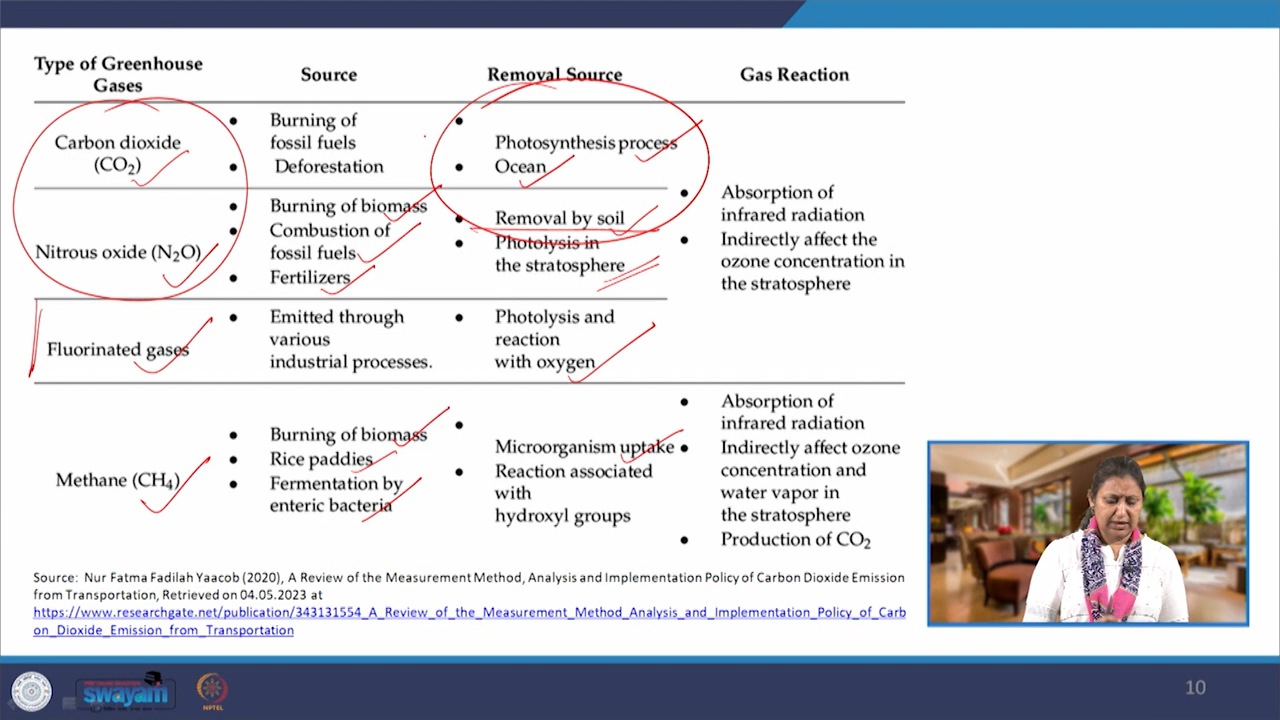 Type of Greenhouse Gases
Source
Removal Source
Gas Reaction
Carbon dioxide
(CO2)
• Burning of
fossil fuels
• Deforestation
• Photosynthesis process
• Ocean
Nitrous oxide (N2O)
• Burning of biomass
• Combustion of
fossil fuels
• Fertilizers
• Removal by soil
• Photolysis in
the stratosphere
• Absorption of
infrared radiation
• Indirectly affect the
ozone concentration in
the stratosphere
Fluorinated gases
• Emitted through
various
industrial processes.
• Photolysis and
reaction
with oxygen
Methane (CH4)
• Burning of biomass
• Rice paddies
• Fermentation by
enteric bacteria
• Microorganism uptake
• Reaction associated
with
hydroxyl groups
• Absorption of
infrared radiation
• Indirectly affect ozone
concentration and
water vapor in
the stratosphere
• Production of CO2
Source: Nur Fatma Fadilah Yaacob (2020), A Review of the Measurement Method, Analysis and Implementation Policy of Carbon Dioxide Emission
from Transportation, Retrieved on 04.05.2023 at
https://www.researchgate.net/publication/343131554_A_Review_of_the_Measurement_Method_Analysis_and_Implementation_Policy_of_Carb
on_Dioxide_Emission_from_Transportation
swayam
NPTEL
10